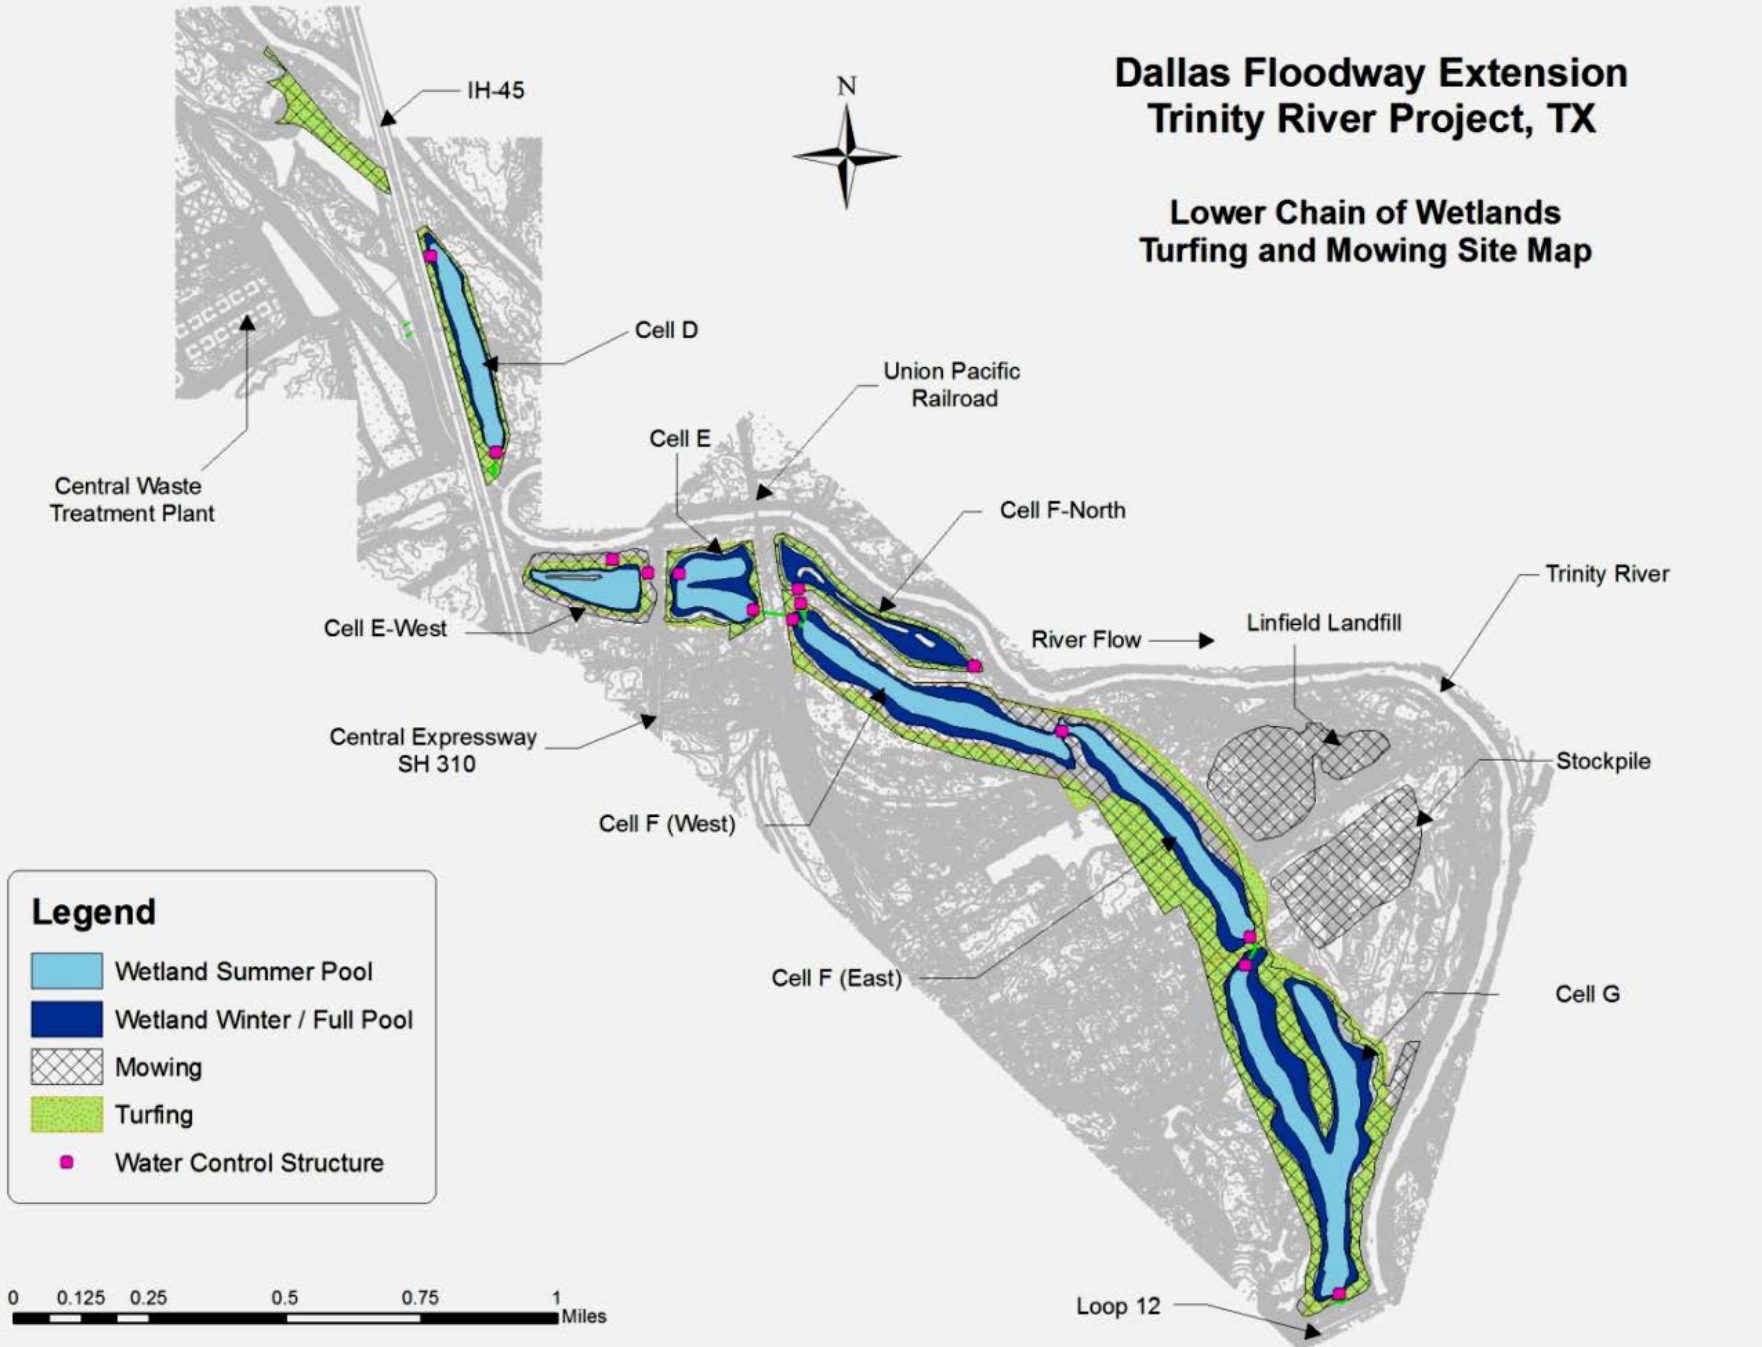 Dallas Floodway Extension
Trinity River Project, TX
Lower Chain of Wetlands
Turfing and Mowing Site Map
N
IH-45
Cell D
Union Pacific
Railroad
Cell E
Central Waste
Treatment Plant
Cell F-North
Trinity River
Cell E-West
River Flow
Linfield Landfill
Central Expressway
SH 310
Stockpile
Cell F (West)
Cell F (East)
Cell G
Loop 12
Legend
Wetland Summer Pool
Wetland Winter / Full Pool
Mowing
Turfing
Water Control Structure
0 0.125 0.25 0.5 0.75 1
Miles